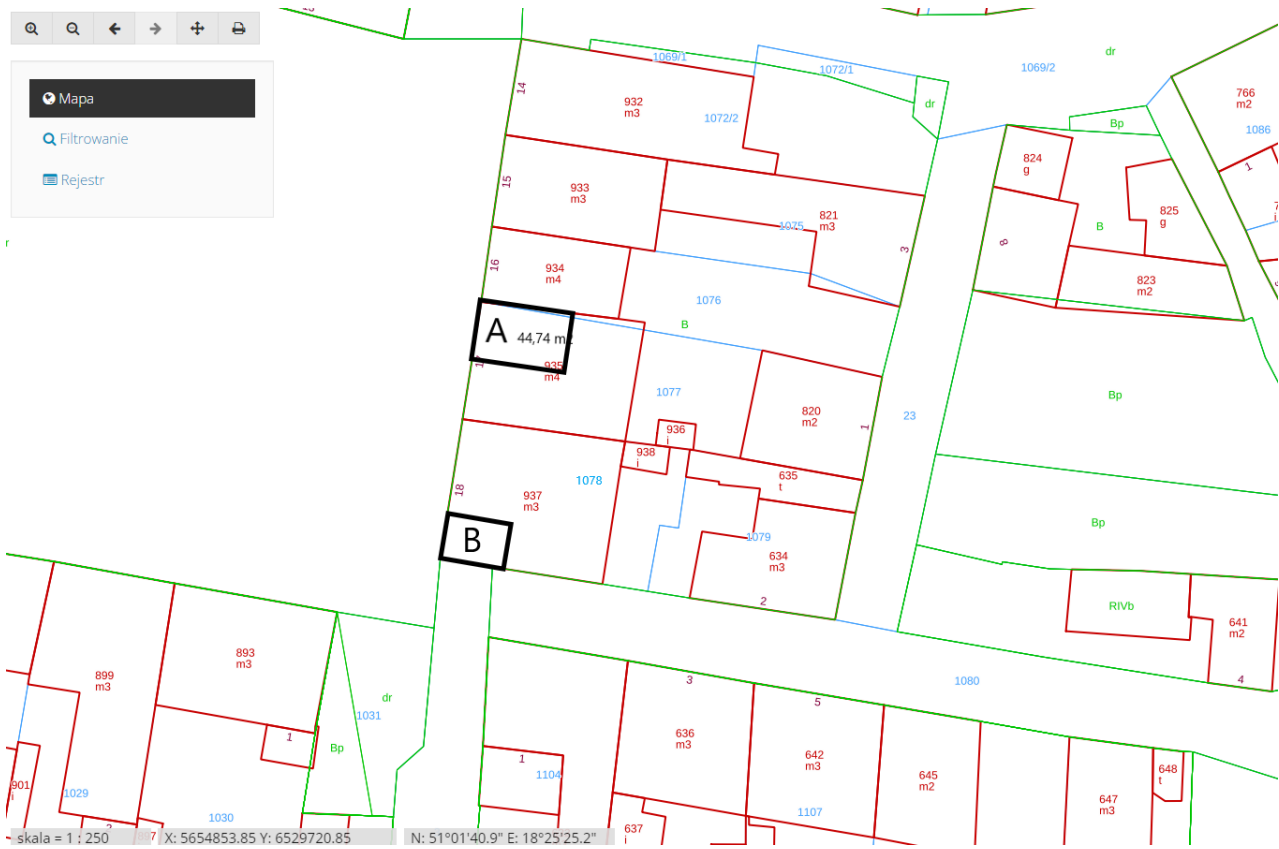 Mapa
Filtrowanie
Rejestr
dr
1069/1
1072/1
1069/2
14
932
m3
1072/2
dr
Bp
766
m2
1086
15
933
m3
821
m3
1075
3
824
g
825
g
B
8
1
16
934
m4
1076
B
823
m2
A 44,74 m
935
m4
1077
820
m2
1
23
Bp
936
i
938
i
635
t
18
937
m3
1078
B
1079
634
m3
2
Bp
RIVb
641
m2
4
893
m3
899
m3
dr
1031
Bp
1
901
i
1029
1030
2
3
5
1080
636
m3
642
m3
645
m2
648
t
647
m3
1
1104
1107
637
i
skala = 1 : 250
X: 5654853.85 Y: 6529720.85
N: 51°01'40.9" E: 18°25'25.2"